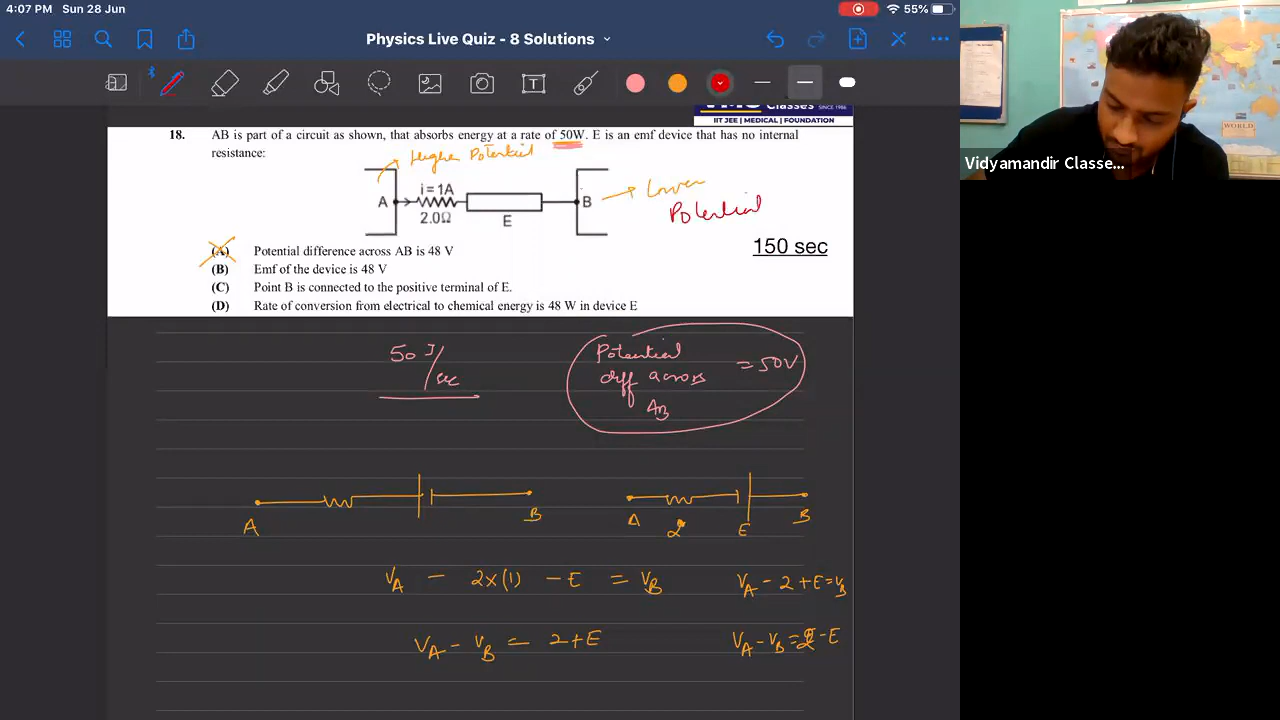 4:07 PM Sun 28 Jun
55%
Physics Live Quiz - 8 Solutions
Classes SINCE 1986
IIT JEE | MEDICAL | FOUNDATION
18. AB is part of a circuit as shown, that absorbs energy at a rate of 50W. E is an emf device that has no internal
resistance:
Higher Potential
i = 1A
A
B
2.0Ω
E
Lower
Potential
150 sec
(A) Potential difference across AB is 48 V
(B) Emf of the device is 48 V
(C) Point B is connected to the positive terminal of E.
(D) Rate of conversion from electrical to chemical energy is 48 W in device E
50 J/sec
Potential
diff across = 50V
AB
A B
A 2 E B
VA - 2x(1) - E = VB
VA - 2 + E = VB
VA - VB = 2 + E
VA - VB = 2 - E
WORLD
Vidyamandir Classe...